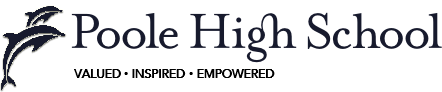 Poole High School
VALUED • INSPIRED • EMPOWERED